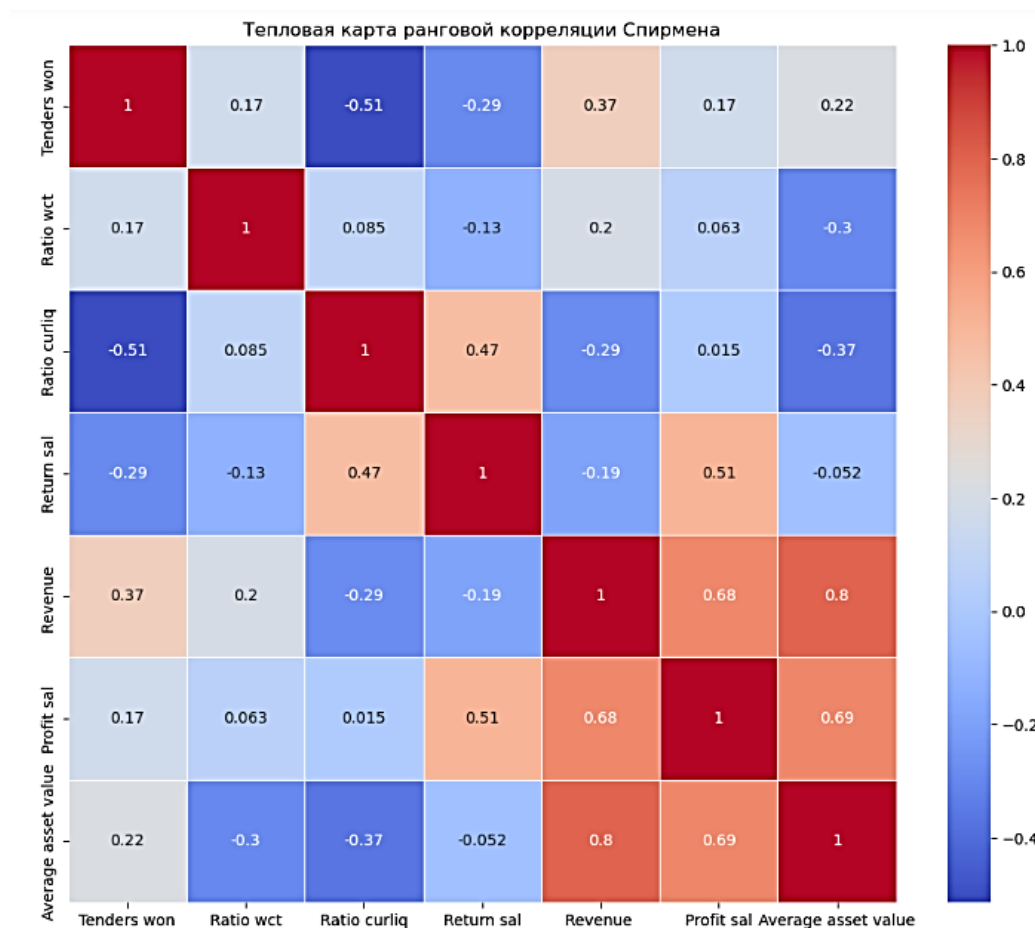 Тепловая карта ранговой корреляции Спирмена
Tenders won 1 0.17 -0.51 -0.29 0.37 0.17 0.22
Ratio wct 0.17 1 0.085 -0.13 0.2 0.063 -0.3
Ratio curliq -0.51 0.085 1 0.47 -0.29 0.015 -0.37
Return sal -0.29 -0.13 0.47 1 -0.19 0.51 -0.052
Revenue 0.37 0.2 -0.29 -0.19 1 0.68 0.8
Profit sal 0.17 0.063 0.015 0.51 0.68 1 0.69
Average asset value 0.22 -0.3 -0.37 -0.052 0.8 0.69 1
Tenders won Ratio wct Ratio curliq Return sal Revenue Profit sal Average asset value
1.0
0.8
0.6
0.4
0.2
0.0
−0.2
−0.4